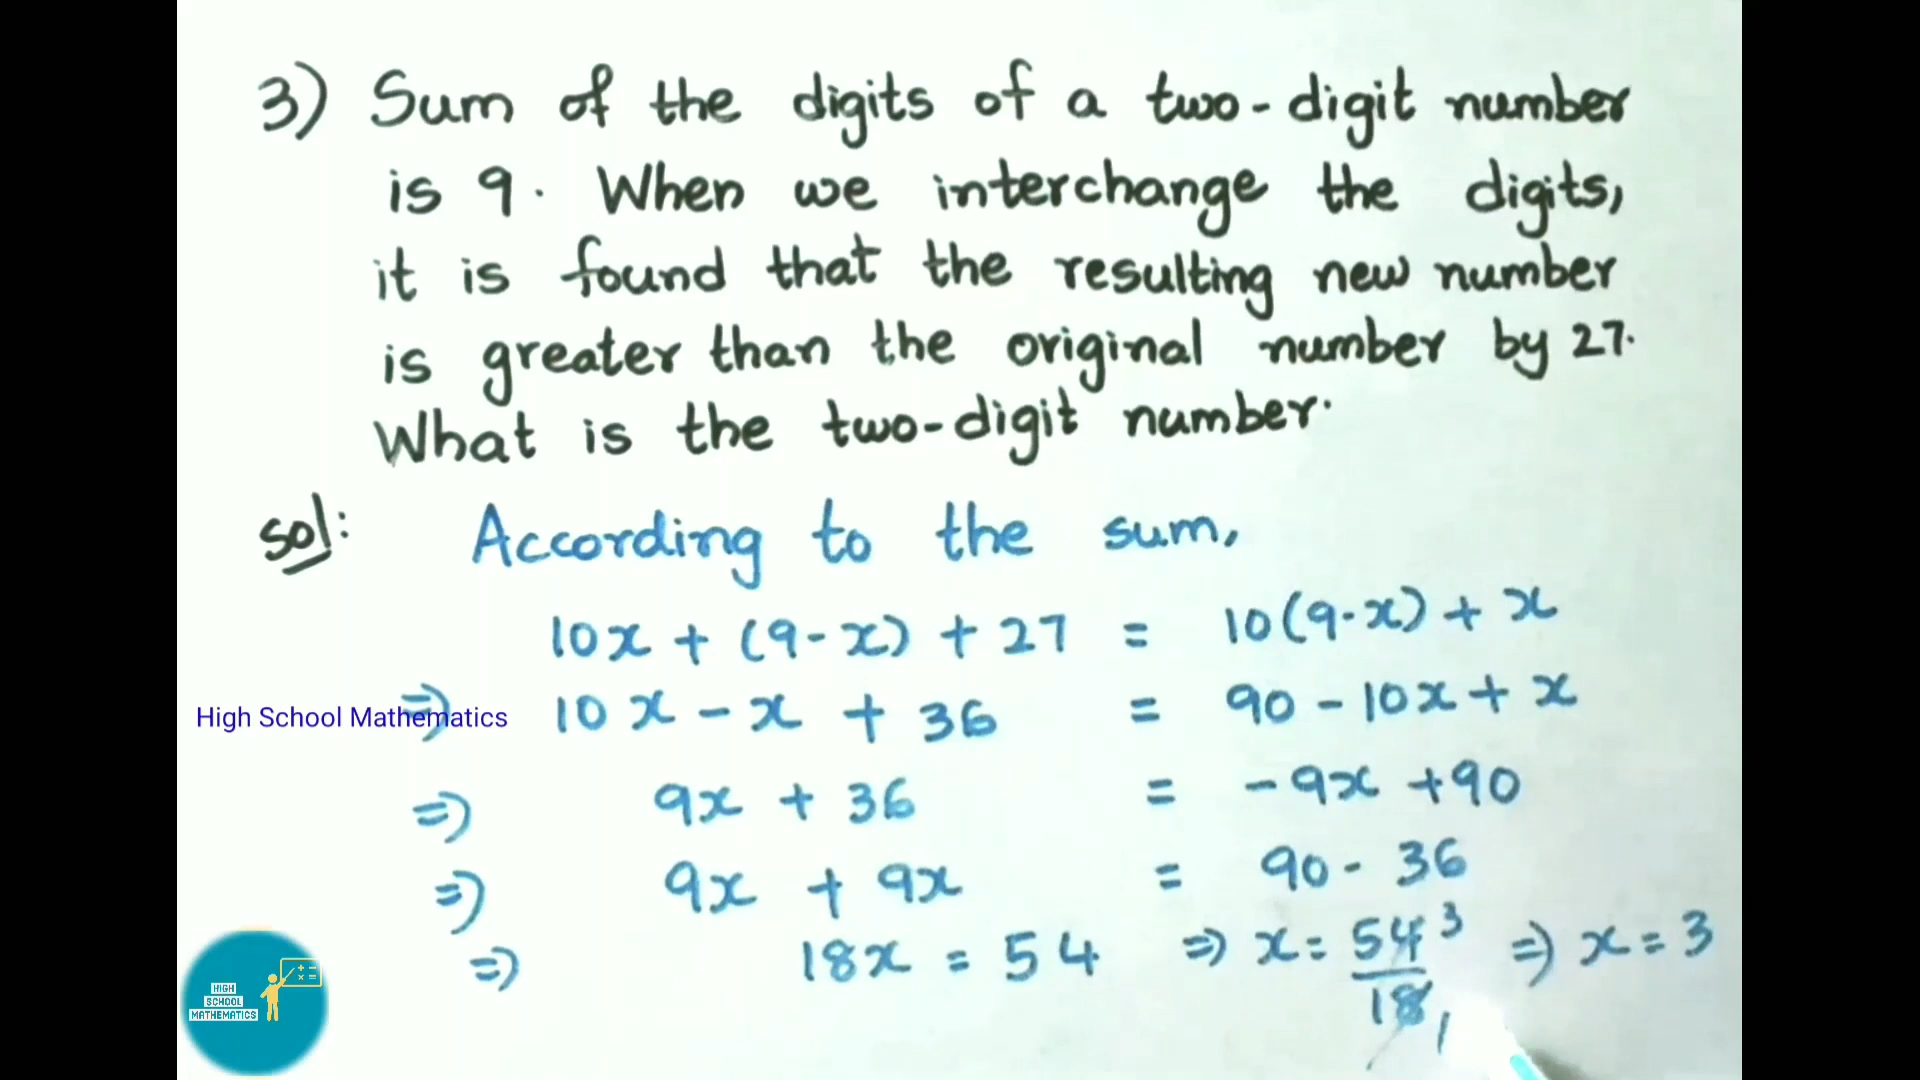 3) Sum of the digits of a two-digit number
is 9. When we interchange the digits,
it is found that the resulting new number
is greater than the original number by 27.
What is the two-digit number.
Sol: According to the sum,
10x + (9-x) + 27 = 10(9-x) + x
High School Mathematics
=) 10x - x + 36 = 90 - 10x + x
=) 9x + 36 = -9x +90
=) 9x + 9x = 90 - 36
=) 18x = 54 => x = 54/18 3 1 =) x = 3
HIGH
SCHOOL
MATHEMATICS